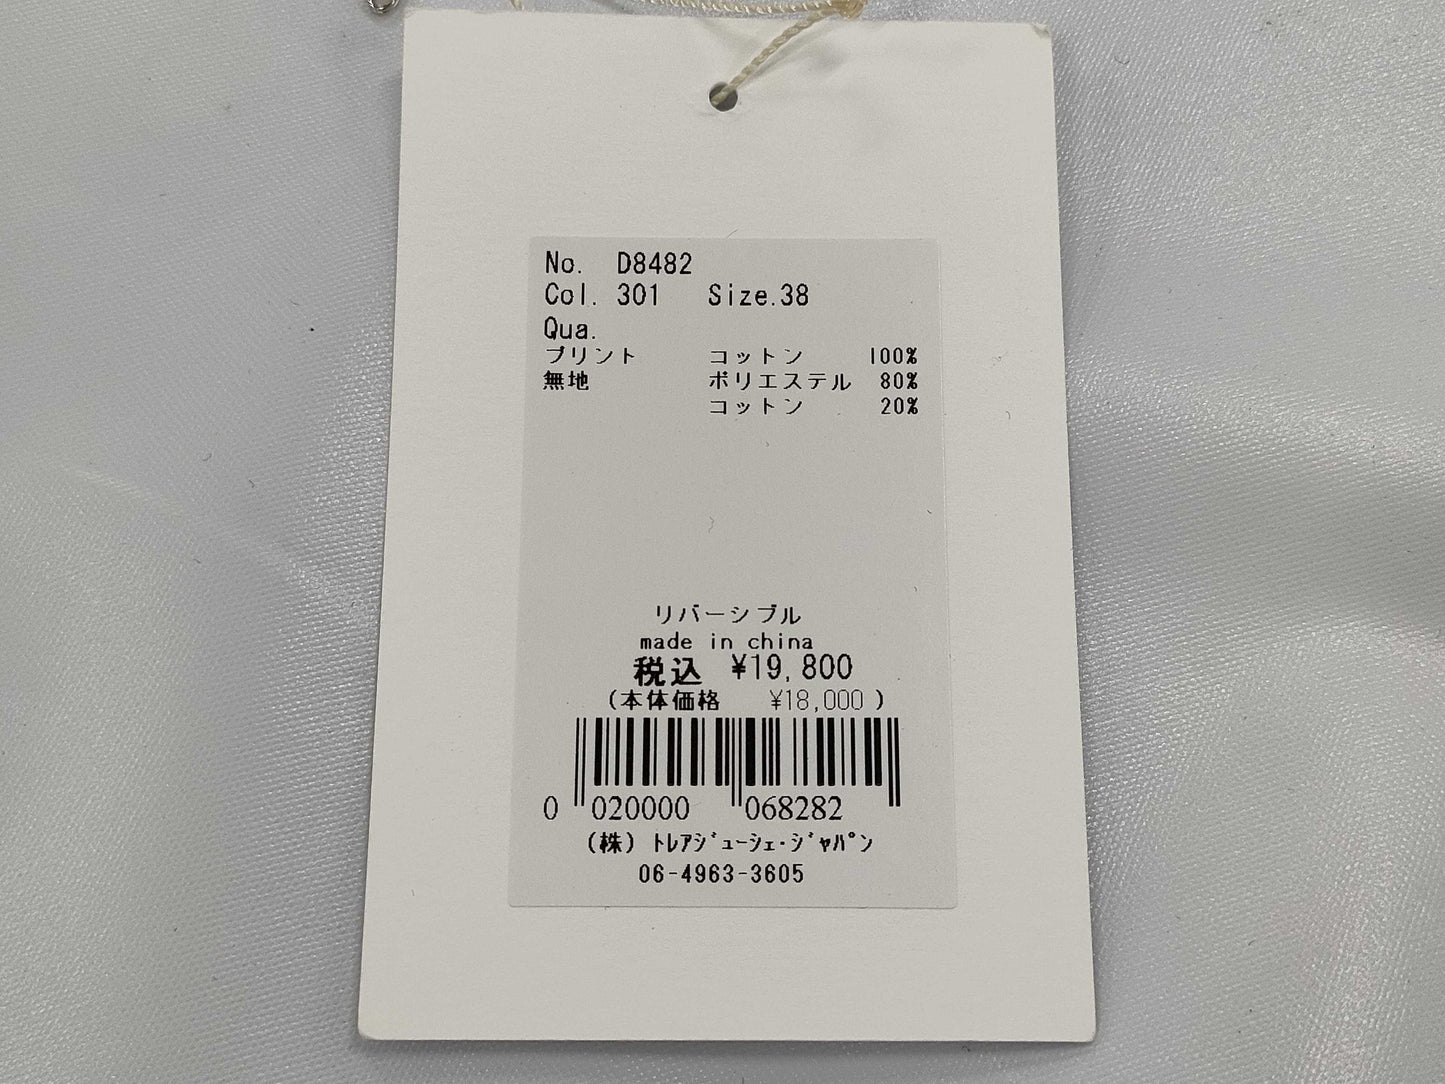 No. D8482
Col. 301 Size.38
Qua.
プリント コットン 100%
無地 ポリエステル 80%
コットン 20%
リバーシブル
made in china
税込 ¥19,800
(本体価格 ¥18,000)
0 020000 068282
(株)ﾄﾚｱｼﾞｭｰｼｪ･ｼﾞｬﾊﾟﾝ
06-4963-3605